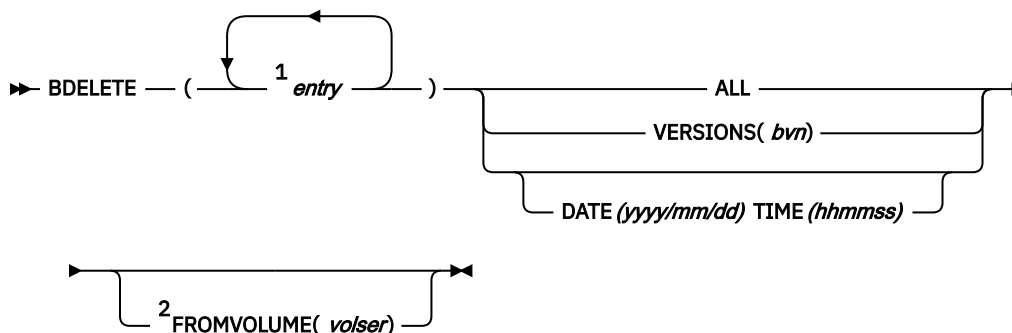 BDELETE ( 1 entry ) ALL
VERSIONS( bvn)
DATE (yyyy/mm/dd) TIME (hhmmss)
2 FROMVOLUME( volser)